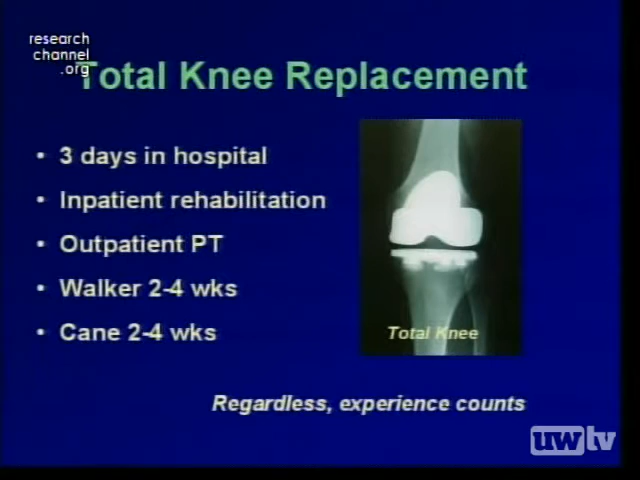 research
channel
.org
Total Knee Replacement
• 3 days in hospital
• Inpatient rehabilitation
• Outpatient PT
• Walker 2-4 wks
• Cane 2-4 wks
Total Knee
Regardless, experience counts
uwtv